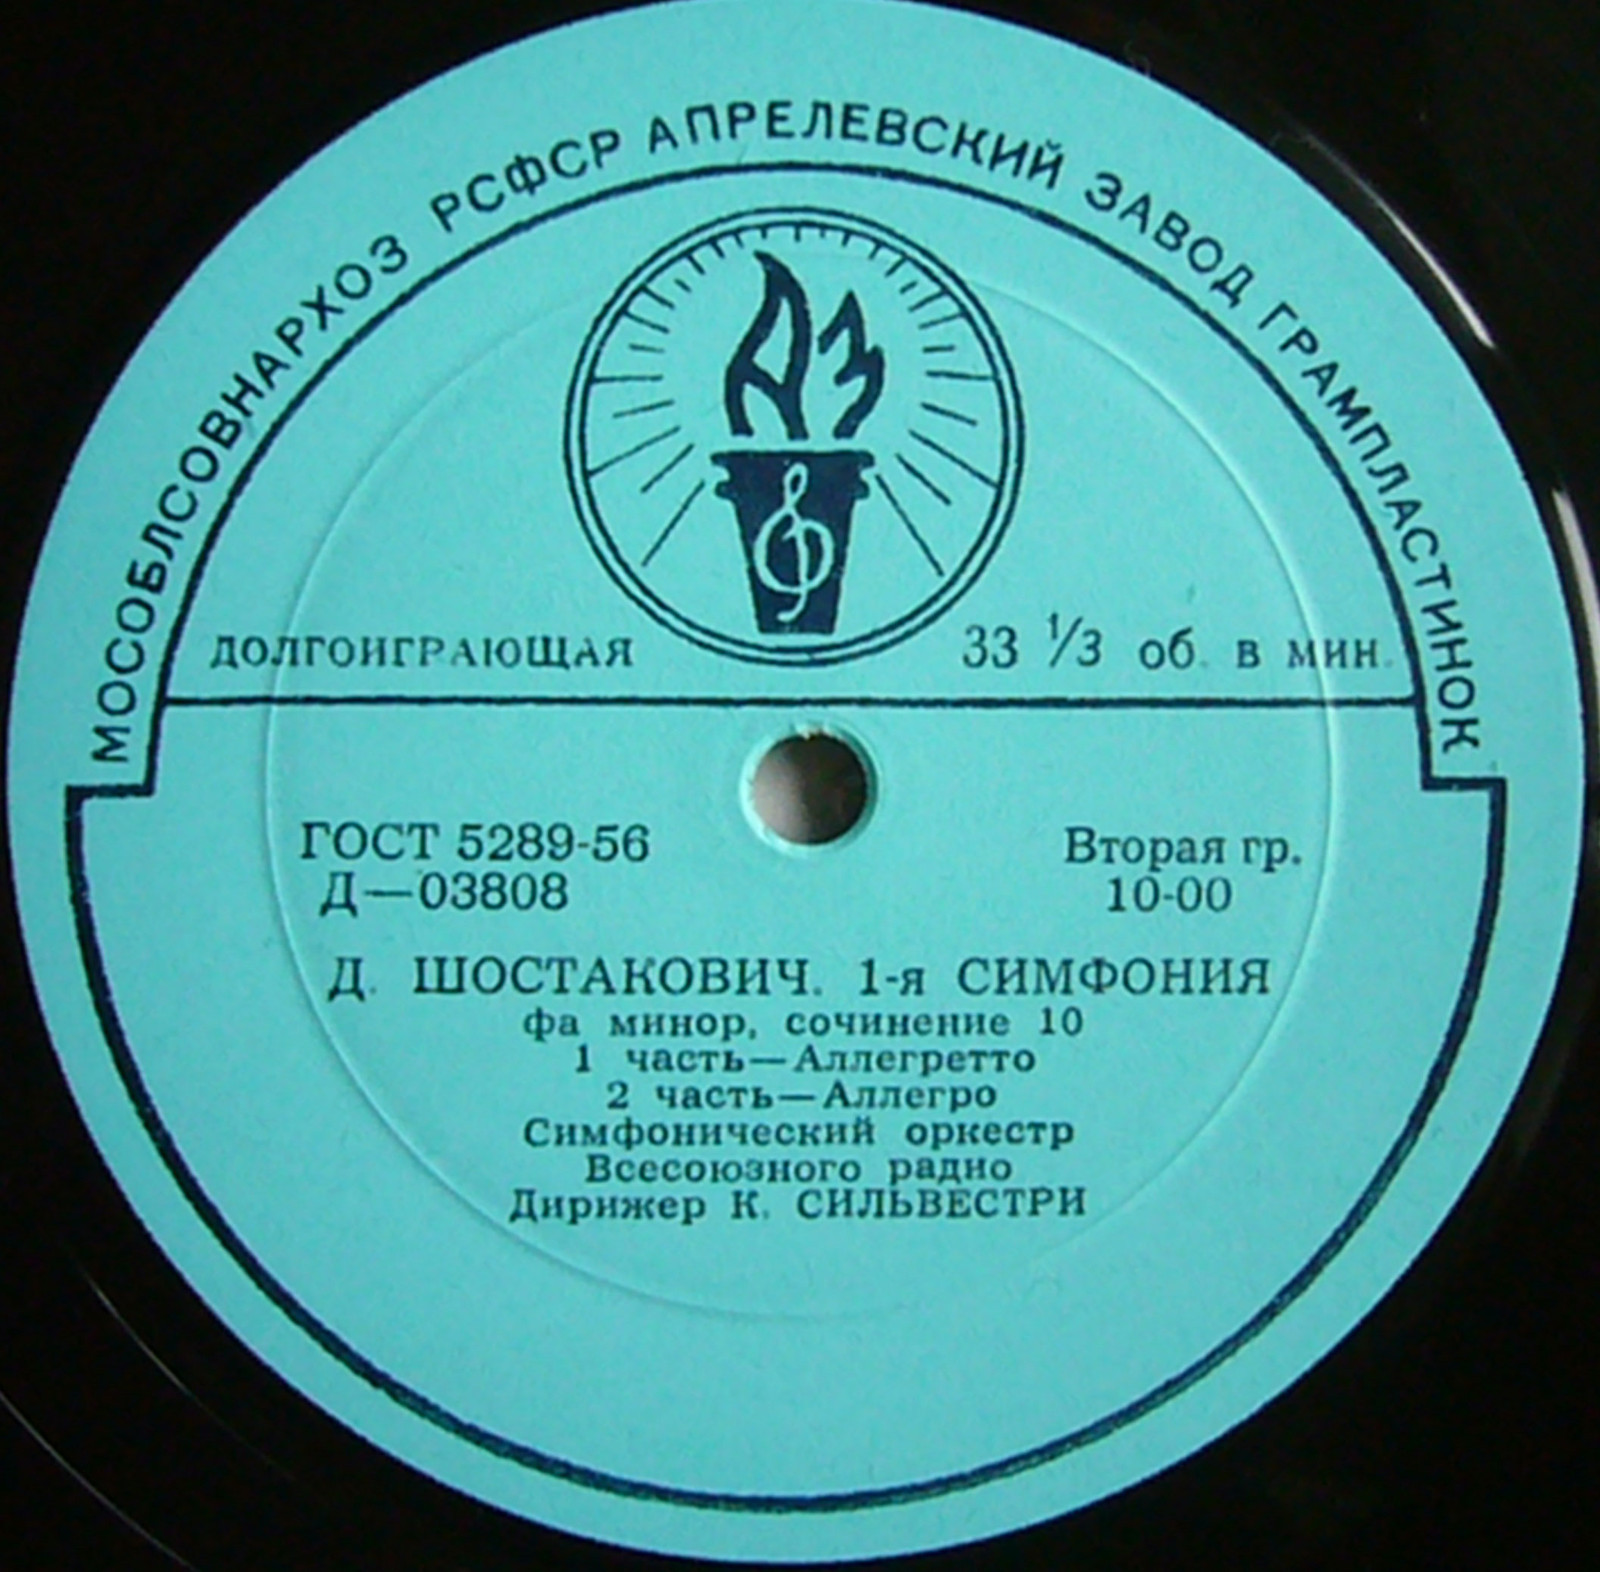 МОСОБЛСОВНАРХОЗ РСФСР АПРЕЛЕВСКИЙ ЗАВОД ГРАМПЛАСТИНОК
АЗ
ДОЛГОИГРАЮЩАЯ
33 1/3 об. в мин.
ГОСТ 5289-56
Вторая гр.
Д—03808
10-00
Д. ШОСТАКОВИЧ. 1-я СИМФОНИЯ
фа минор, сочинение 10
1 часть—Аллегретто
2 часть—Аллегро
Симфонический оркестр
Всесоюзного радио
Дирижер К. СИЛЬВЕСТРИ